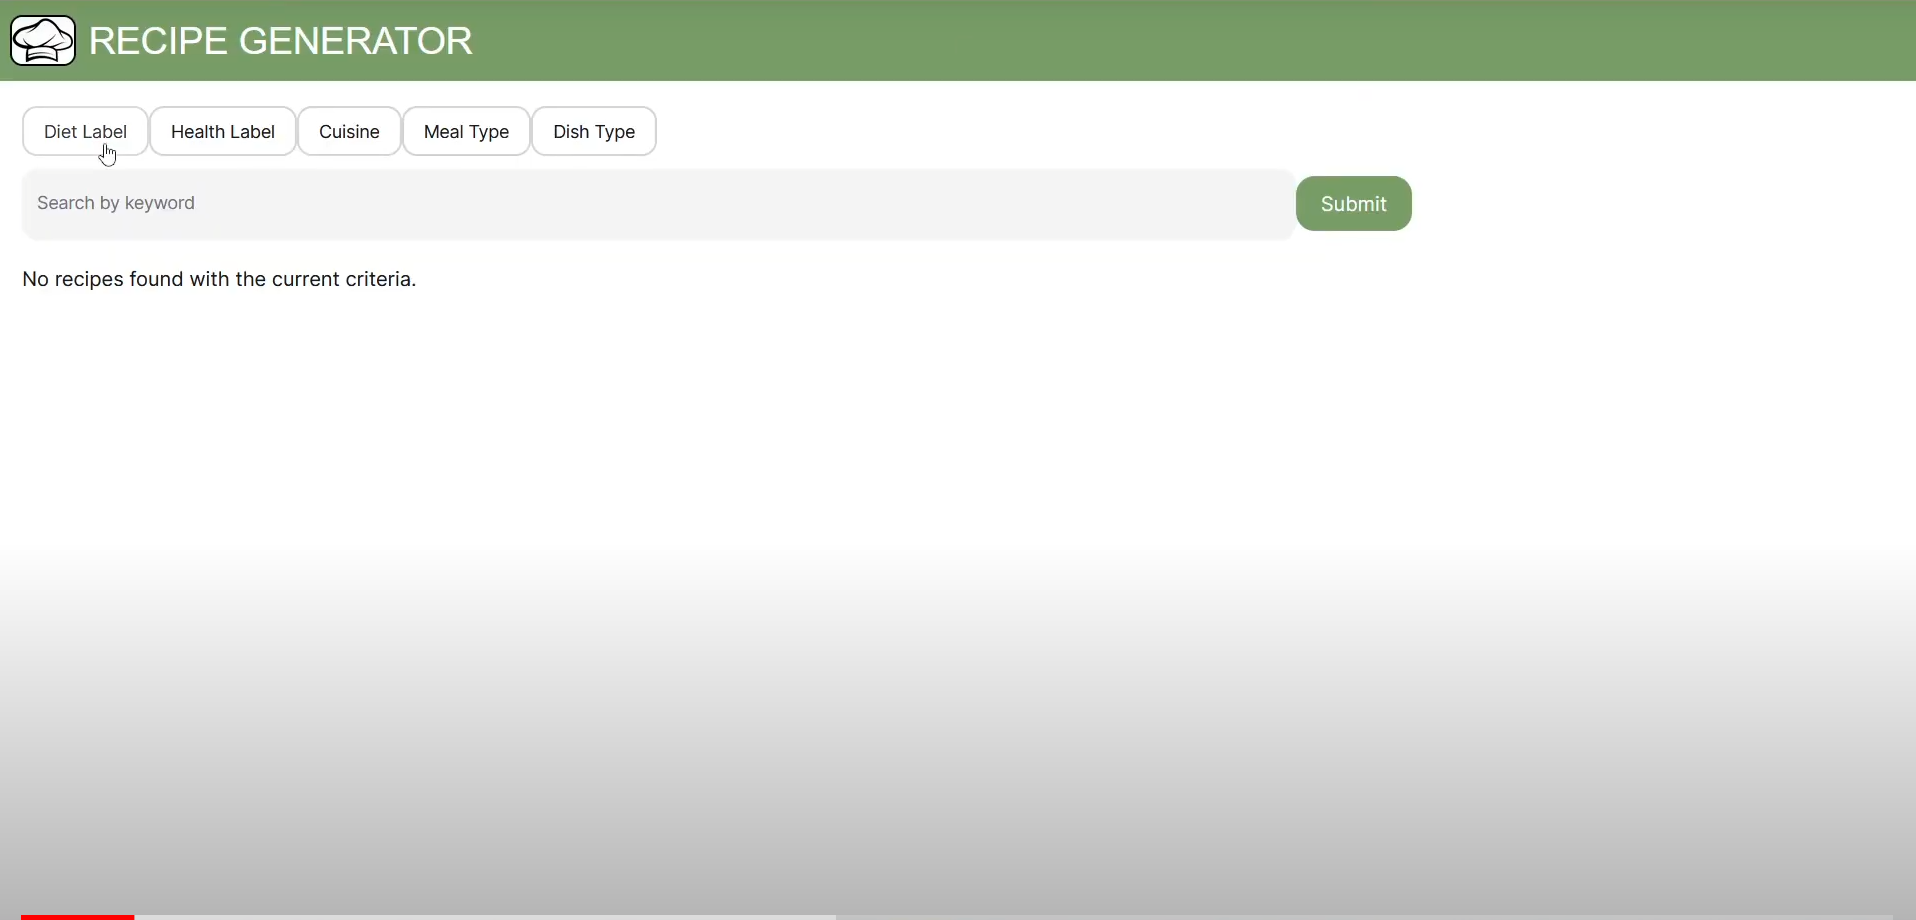 RECIPE GENERATOR
Diet Label Health Label Cuisine Meal Type Dish Type
Search by keyword Submit
No recipes found with the current criteria.